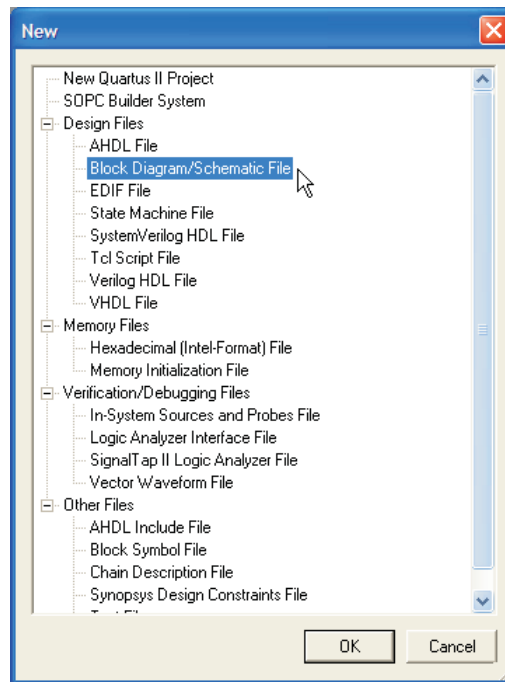 New
New Quartus II Project
SOPC Builder System
Design Files
AHDL File
Block Diagram/Schematic File
EDIF File
State Machine File
SystemVerilog HDL File
Tcl Script File
Verilog HDL File
VHDL File
Memory Files
Hexadecimal (Intel-Format) File
Memory Initialization File
Verification/Debugging Files
In-System Sources and Probes File
Logic Analyzer Interface File
SignalTap II Logic Analyzer File
Vector Waveform File
Other Files
AHDL Include File
Block Symbol File
Chain Description File
Synopsys Design Constraints File
OK Cancel